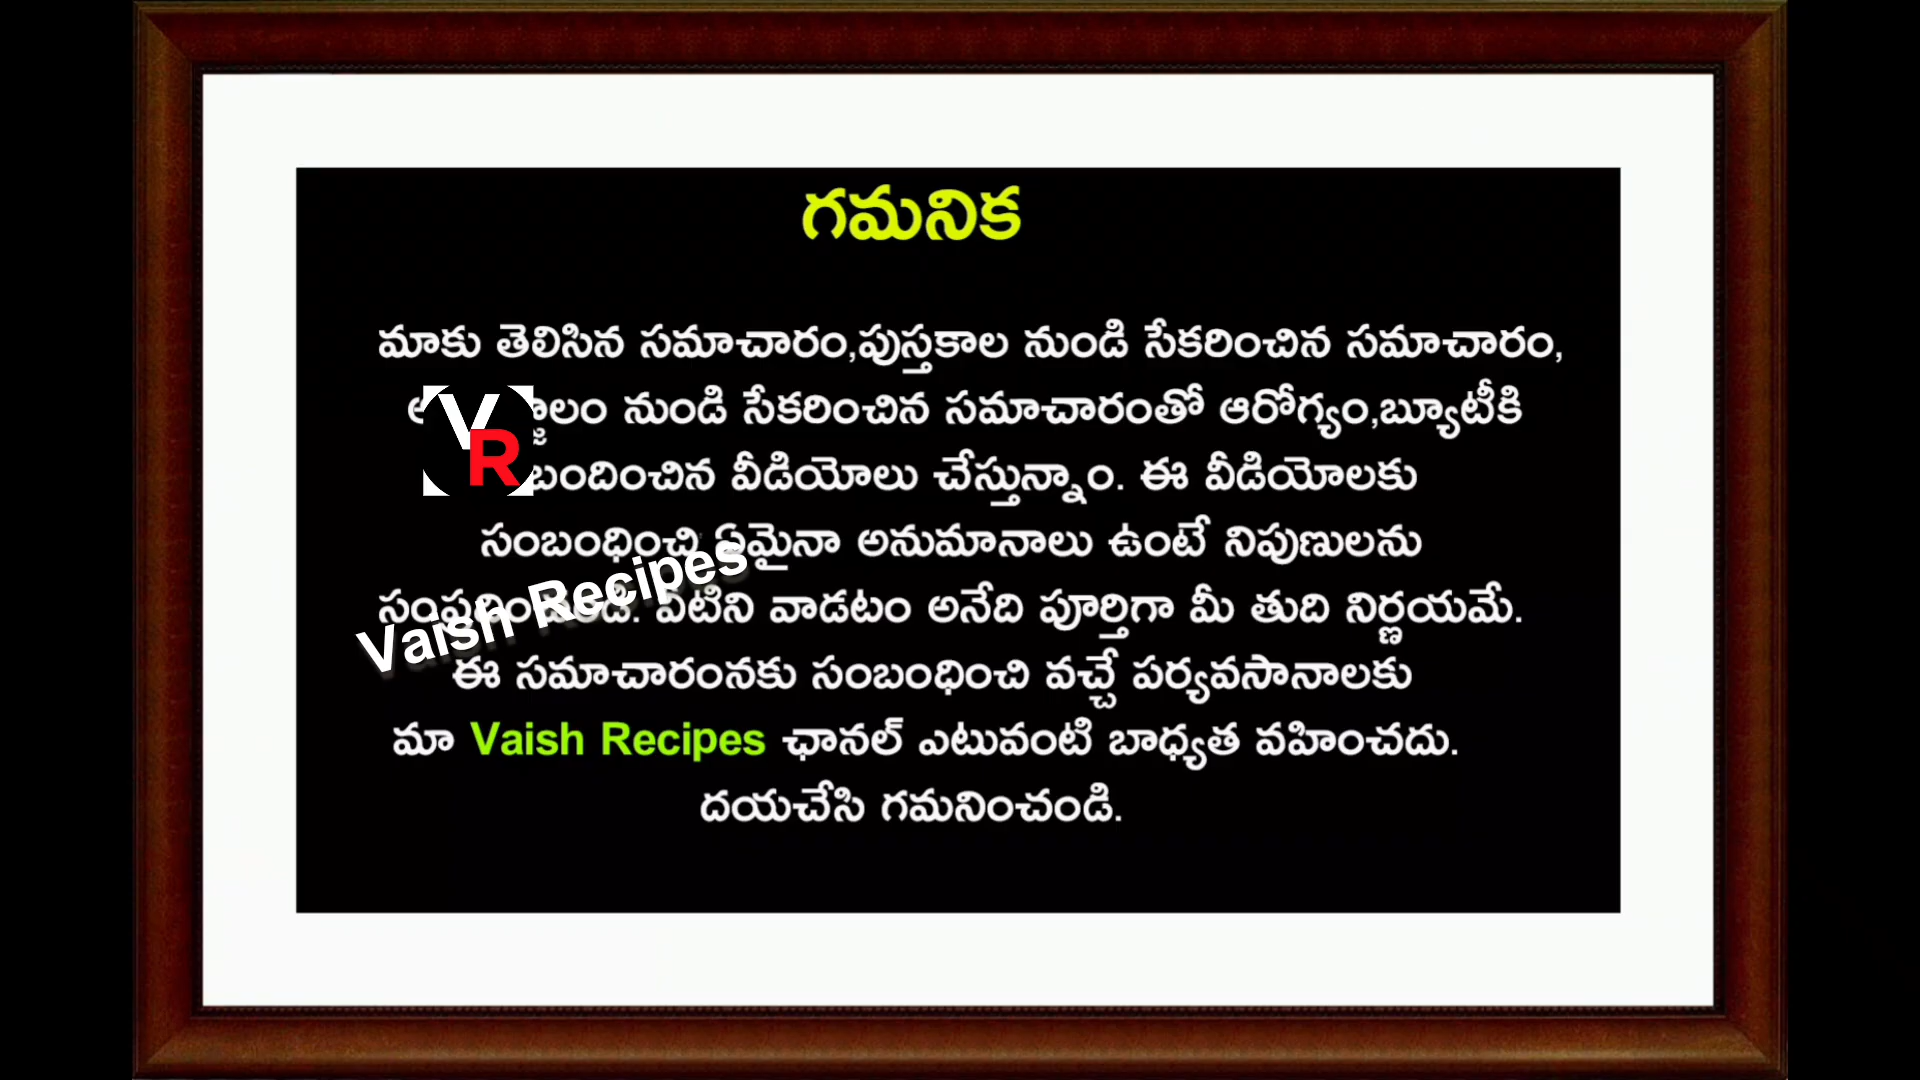 గమనిక
మాకు తెలిసిన సమాచారం,పుస్తకాల నుండి సేకరించిన సమాచారం,
నుండి సేకరించిన సమాచారంతో ఆరోగ్యం,బ్యూటీకి
VR
వీడియోలు చేస్తున్నాం. ఈ వీడియోలకు
సంబంధించి ఏమైనా అనుమానాలు ఉంటే నిపుణులను
వాడటం అనేది పూర్తిగా మీ తుది నిర్ణయమే.
Vaish Recipes
ఈ సమాచారంనకు సంబంధించి వచ్చే పర్యవసానాలకు
మా Vaish Recipes ఛానల్ ఎటువంటి బాధ్యత వహించదు.
దయచేసి గమనించండి.